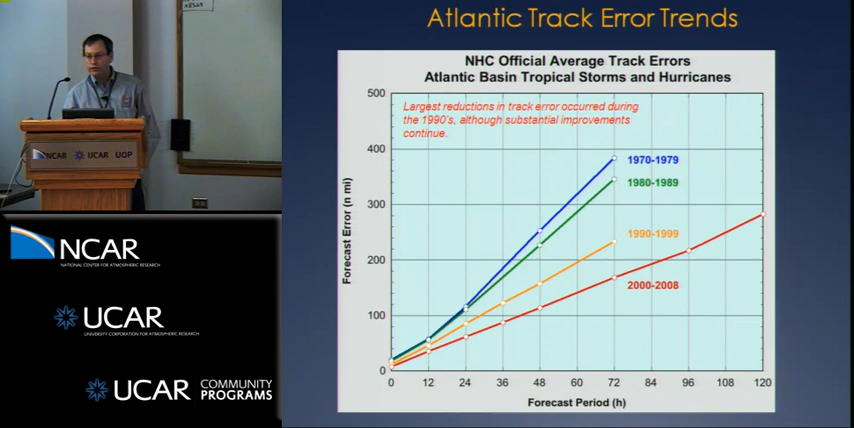 Atlantic Track Error Trends
NHC Official Average Track Errors
Atlantic Basin Tropical Storms and Hurricanes
Largest reductions in track error occurred during
the 1990's, although substantial improvements
continue.
500
400
300
200
100
0
Forecast Error (n mi)
1970-1979
1980-1989
1990-1999
2000-2008
0 12 24 36 48 60 72 84 96 108 120
Forecast Period (h)
NCAR UCAR UOP
NCAR
NATIONAL CENTER FOR ATMOSPHERIC RESEARCH
UCAR
UNIVERSITY CORPORATION FOR ATMOSPHERIC RESEARCH
UCAR COMMUNITY
PROGRAMS